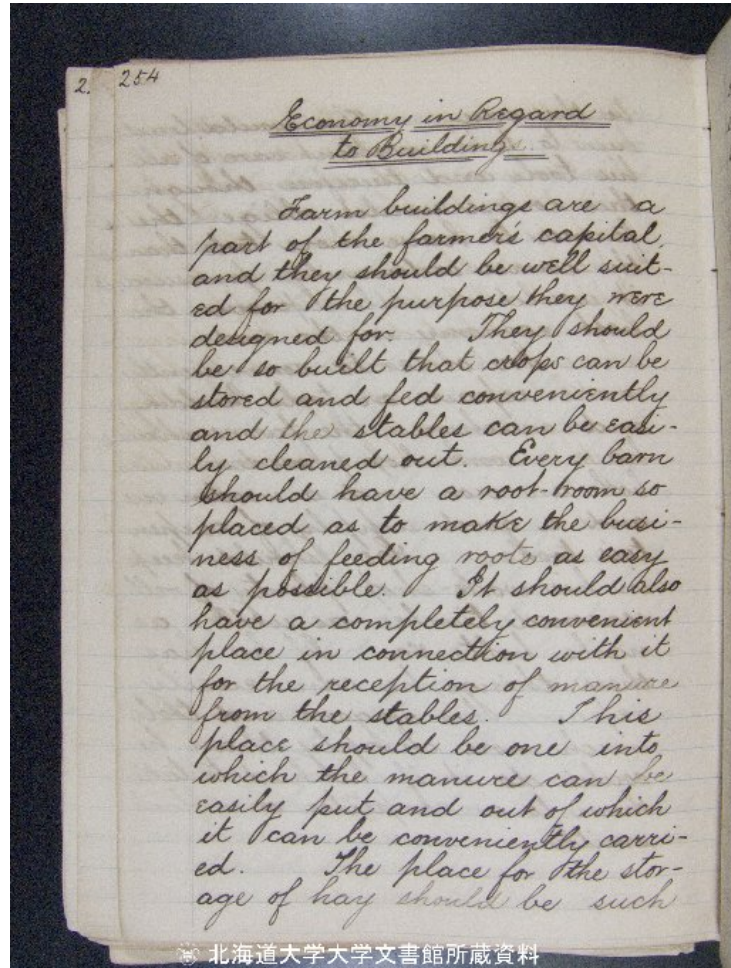 2.
254
Economy in Regard
to Buildings.
Farm buildings are a
part of the farmer's capital,
and they should be well suit-
ed for the purpose they were
designed for. They should
be so built that crops can be
stored and fed conveniently
and the stables can be easi-
ly cleaned out. Every barn
should have a root-room so
placed as to make the busi-
ness of feeding roots as easy
as possible. It should also
have a completely convenient
place in connection with it
for the reception of manure
from the stables. This
place should be one into
which the manure can be
easily put and out of which
it can be conveniently carri-
ed. The place for the stor-
age of hay should be such
北海道大学大学文書館所蔵資料